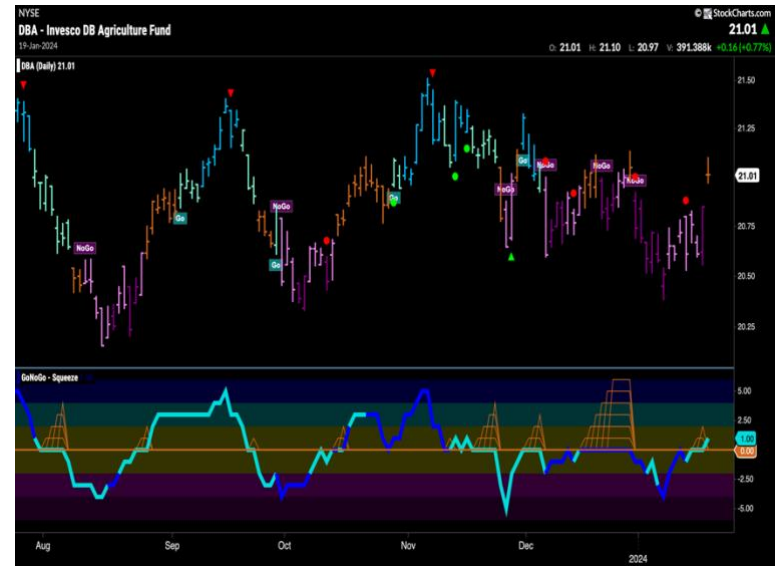 NYSE
© StockCharts.com
DBA - Invesco DB Agriculture Fund
21.01
19-Jan-2024
O: 21.01 H: 21.10 L: 20.97 V: 391.388k +0.16 (+0.77%)
DBA (Daily) 21.01
21.50
21.25
21.01
20.75
20.50
20.25
NoGo
Go
NoGo
Go
Go
NoGo
Go
NoGo
NoGo
NoGo
GoNoGo - Squeeze
5.00
2.50
1.00
0.00
-2.50
-5.00
Aug Sep Oct Nov Dec 2024